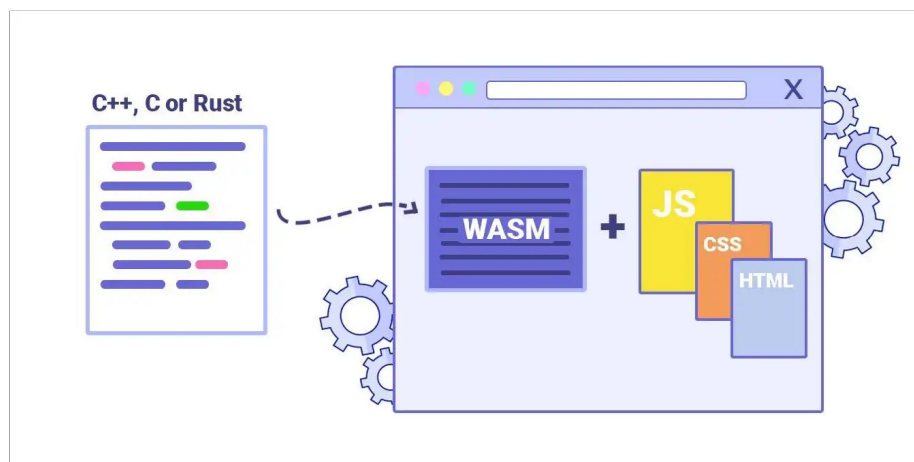 C++, C or Rust
X
WASM
JS
CSS
HTML